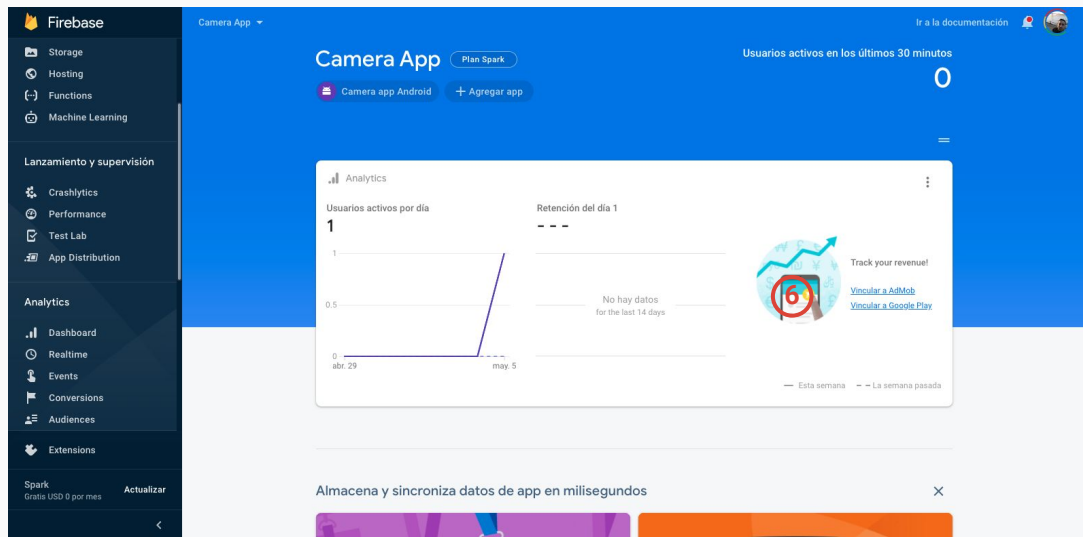 Firebase
Camera App
Ir a la documentación
Storage
Hosting
Functions
Machine Learning
Lanzamiento y supervisión
Crashlytics
Performance
Test Lab
App Distribution
Analytics
Dashboard
Realtime
Events
Conversions
Audiences
Extensions
Spark
Gratis USD 0 por mes
Actualizar
Camera App
Plan Spark
Camera app Android
Agregar app
Usuarios activos en los últimos 30 minutos
0
Analytics
Usuarios activos por día
1
1
0.5
0
abr. 29
may. 5
Retención del día 1
- - -
No hay datos
for the last 14 days
6
Track your revenue!
Vincular a AdMob
Vincular a Google Play
Esta semana
La semana pasada
Almacena y sincroniza datos de app en milisegundos